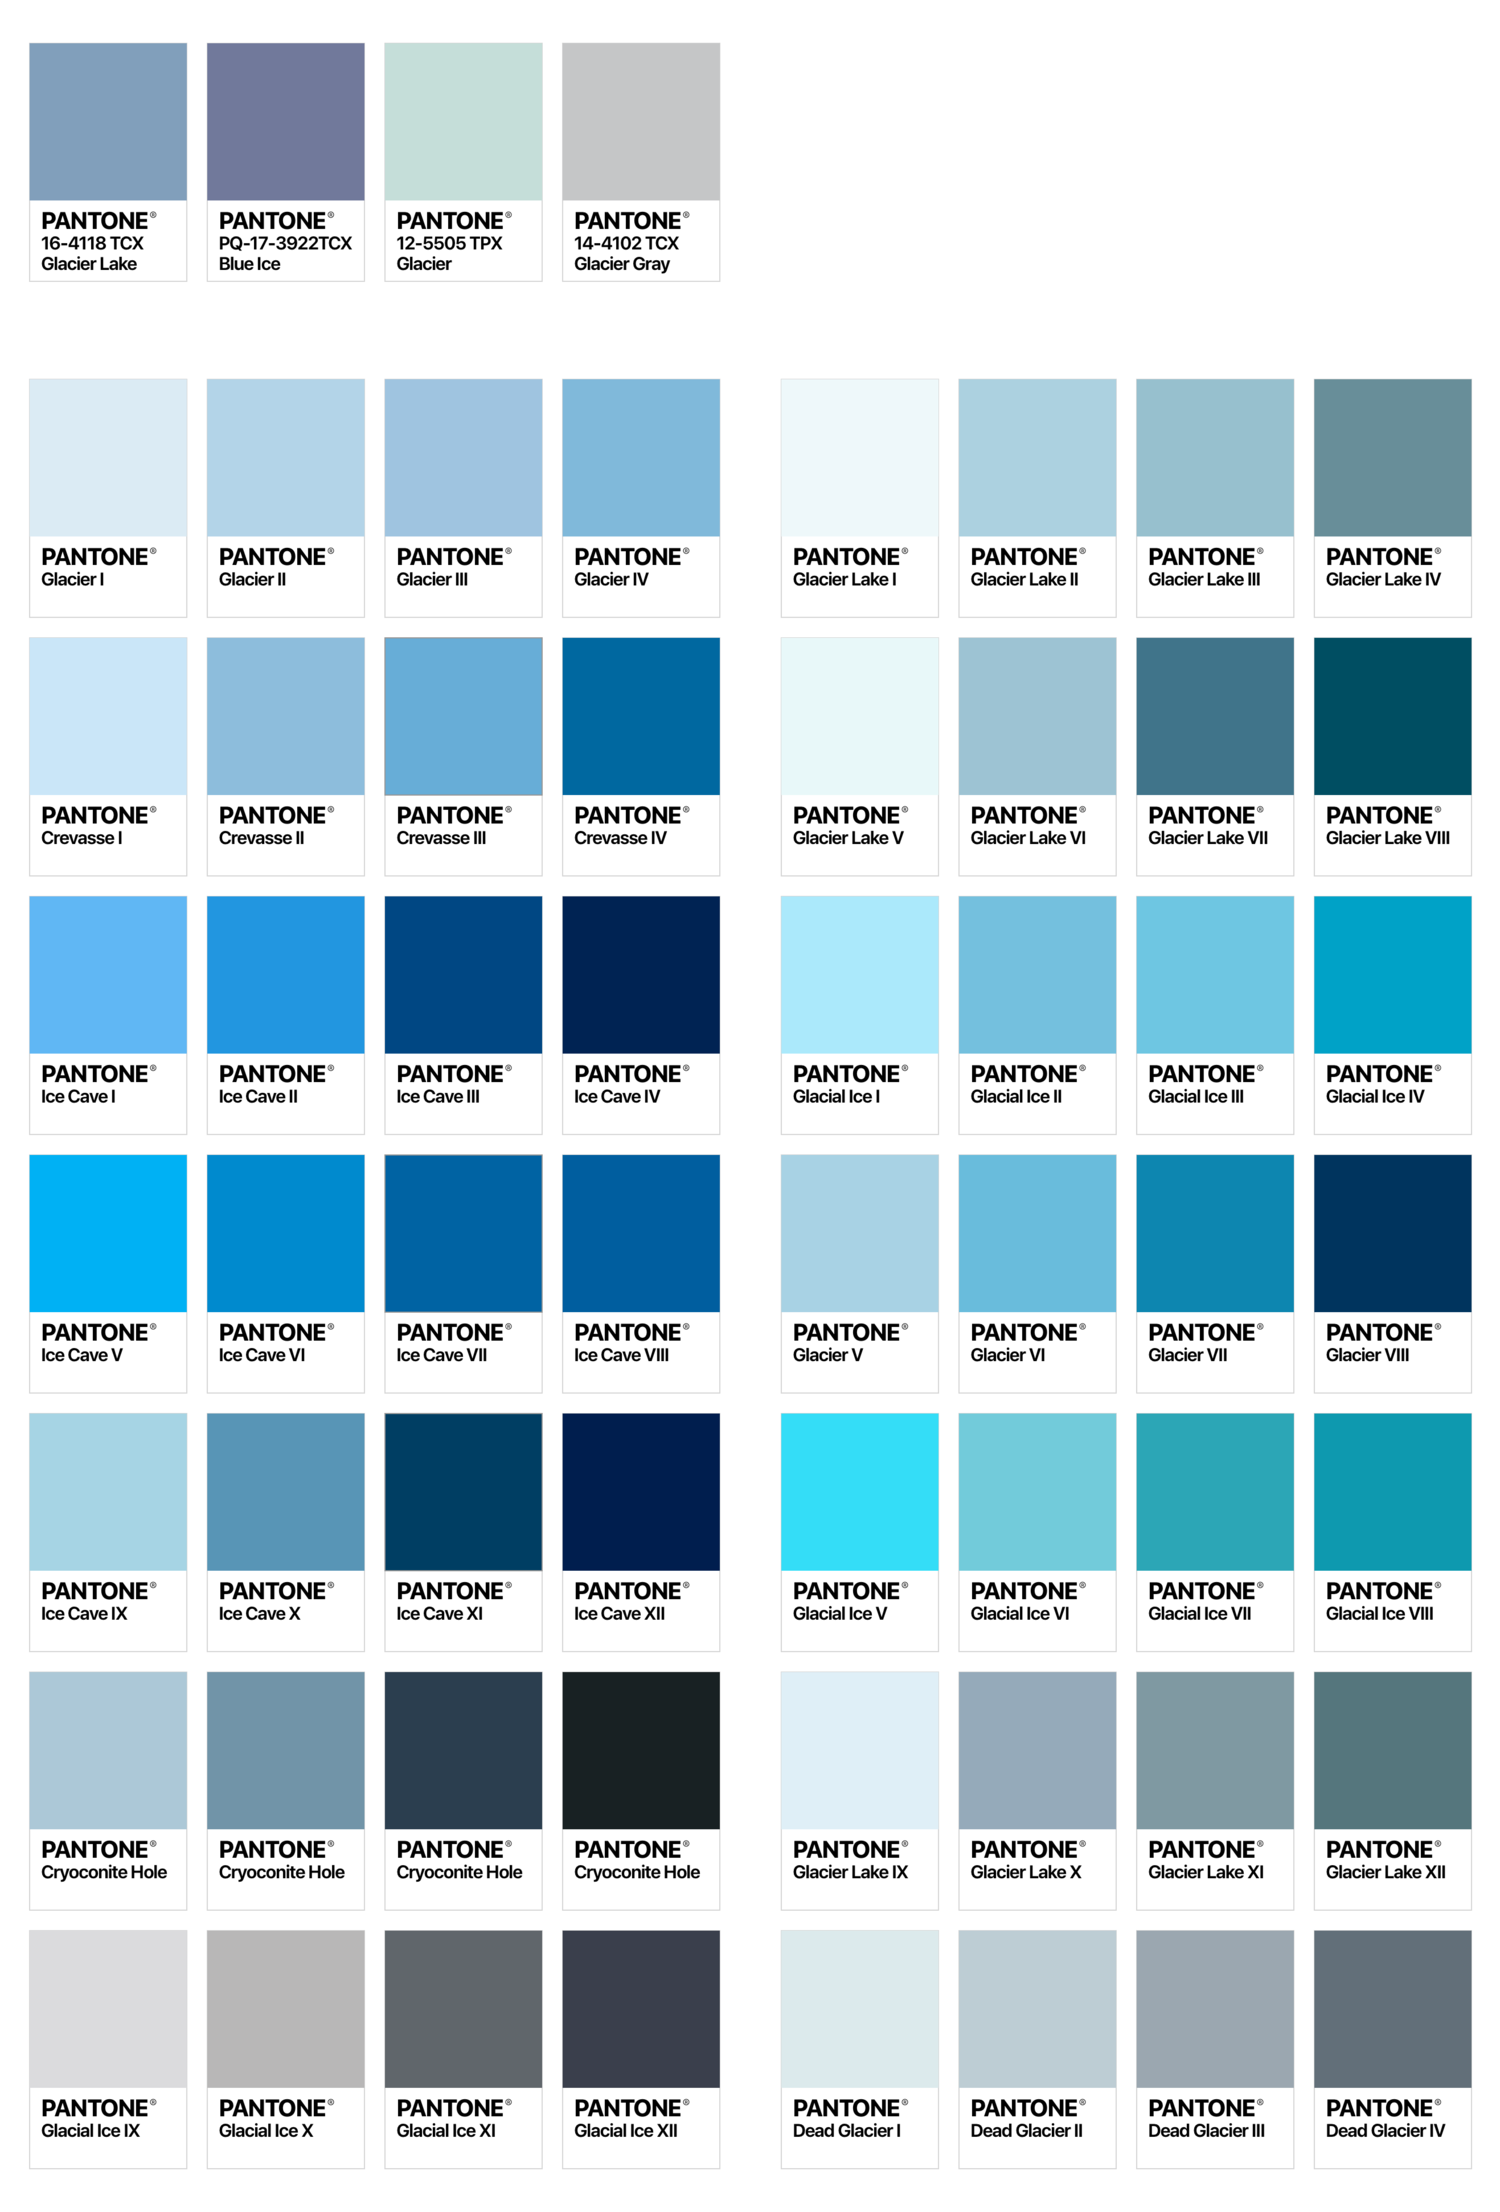 PANTONE®
16-4118 TCX
Glacier Lake
PANTONE®
PQ-17-3922TCX
Blue Ice
PANTONE®
12-5505 TPX
Glacier
PANTONE®
14-4102 TCX
Glacier Gray
PANTONE®
Glacier I
PANTONE®
Glacier II
PANTONE®
Glacier III
PANTONE®
Glacier IV
PANTONE®
Glacier Lake I
PANTONE®
Glacier Lake II
PANTONE®
Glacier Lake III
PANTONE®
Glacier Lake IV
PANTONE®
Crevasse I
PANTONE®
Crevasse II
PANTONE®
Crevasse III
PANTONE®
Crevasse IV
PANTONE®
Glacier Lake V
PANTONE®
Glacier Lake VI
PANTONE®
Glacier Lake VII
PANTONE®
Glacier Lake VIII
PANTONE®
Ice Cave I
PANTONE®
Ice Cave II
PANTONE®
Ice Cave III
PANTONE®
Ice Cave IV
PANTONE®
Glacial Ice I
PANTONE®
Glacial Ice II
PANTONE®
Glacial Ice III
PANTONE®
Glacial Ice IV
PANTONE®
Ice Cave V
PANTONE®
Ice Cave VI
PANTONE®
Ice Cave VII
PANTONE®
Ice Cave VIII
PANTONE®
Glacier V
PANTONE®
Glacier VI
PANTONE®
Glacier VII
PANTONE®
Glacier VIII
PANTONE®
Ice Cave IX
PANTONE®
Ice Cave X
PANTONE®
Ice Cave XI
PANTONE®
Ice Cave XII
PANTONE®
Glacial Ice V
PANTONE®
Glacial Ice VI
PANTONE®
Glacial Ice VII
PANTONE®
Glacial Ice VIII
PANTONE®
Cryoconite Hole
PANTONE®
Cryoconite Hole
PANTONE®
Cryoconite Hole
PANTONE®
Cryoconite Hole
PANTONE®
Glacier Lake IX
PANTONE®
Glacier Lake X
PANTONE®
Glacier Lake XI
PANTONE®
Glacier Lake XII
PANTONE®
Glacial Ice IX
PANTONE®
Glacial Ice X
PANTONE®
Glacial Ice XI
PANTONE®
Glacial Ice XII
PANTONE®
Dead Glacier I
PANTONE®
Dead Glacier II
PANTONE®
Dead Glacier III
PANTONE®
Dead Glacier IV